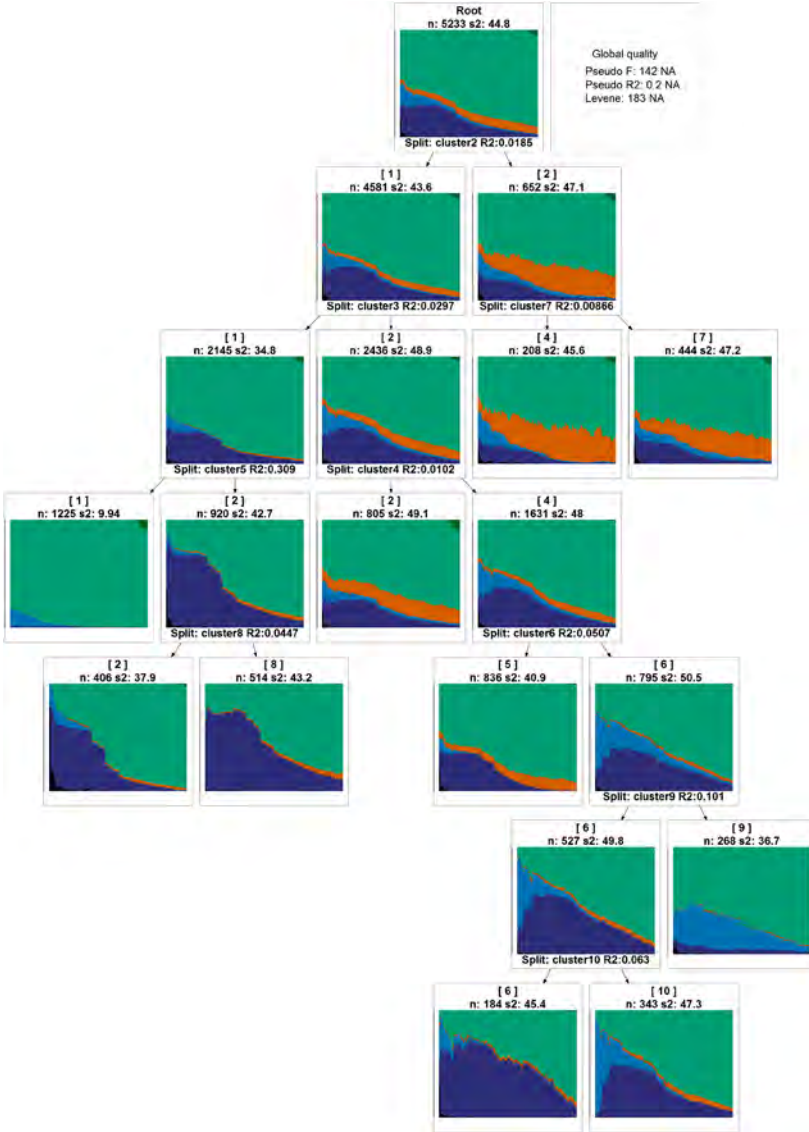 Root
n: 5233 s2: 44.8
Split: cluster2 R2:0.0185
Global quality
Pseudo F: 142 NA
Pseudo R2: 0.2 NA
Levene: 183 NA
[ 1 ]
n: 4581 s2: 43.6
Split: cluster3 R2:0.0297
[ 2 ]
n: 652 s2: 47.1
Split: cluster7 R2:0.00866
[ 1 ]
n: 2145 s2: 34.8
Split: cluster5 R2:0.309
[ 2 ]
n: 2436 s2: 48.9
Split: cluster4 R2:0.0102
[ 4 ]
n: 208 s2: 45.6
[ 7 ]
n: 444 s2: 47.2
[ 1 ]
n: 1225 s2: 9.94
[ 2 ]
n: 920 s2: 42.7
Split: cluster8 R2:0.0447
[ 2 ]
n: 805 s2: 49.1
[ 4 ]
n: 1631 s2: 48
Split: cluster6 R2:0.0507
[ 2 ]
n: 406 s2: 37.9
[ 8 ]
n: 514 s2: 43.2
[ 5 ]
n: 836 s2: 40.9
[ 6 ]
n: 795 s2: 50.5
Split: cluster9 R2:0.101
[ 6 ]
n: 527 s2: 49.8
Split: cluster10 R2:0.063
[ 9 ]
n: 268 s2: 36.7
[ 6 ]
n: 184 s2: 45.4
[ 10 ]
n: 343 s2: 47.3